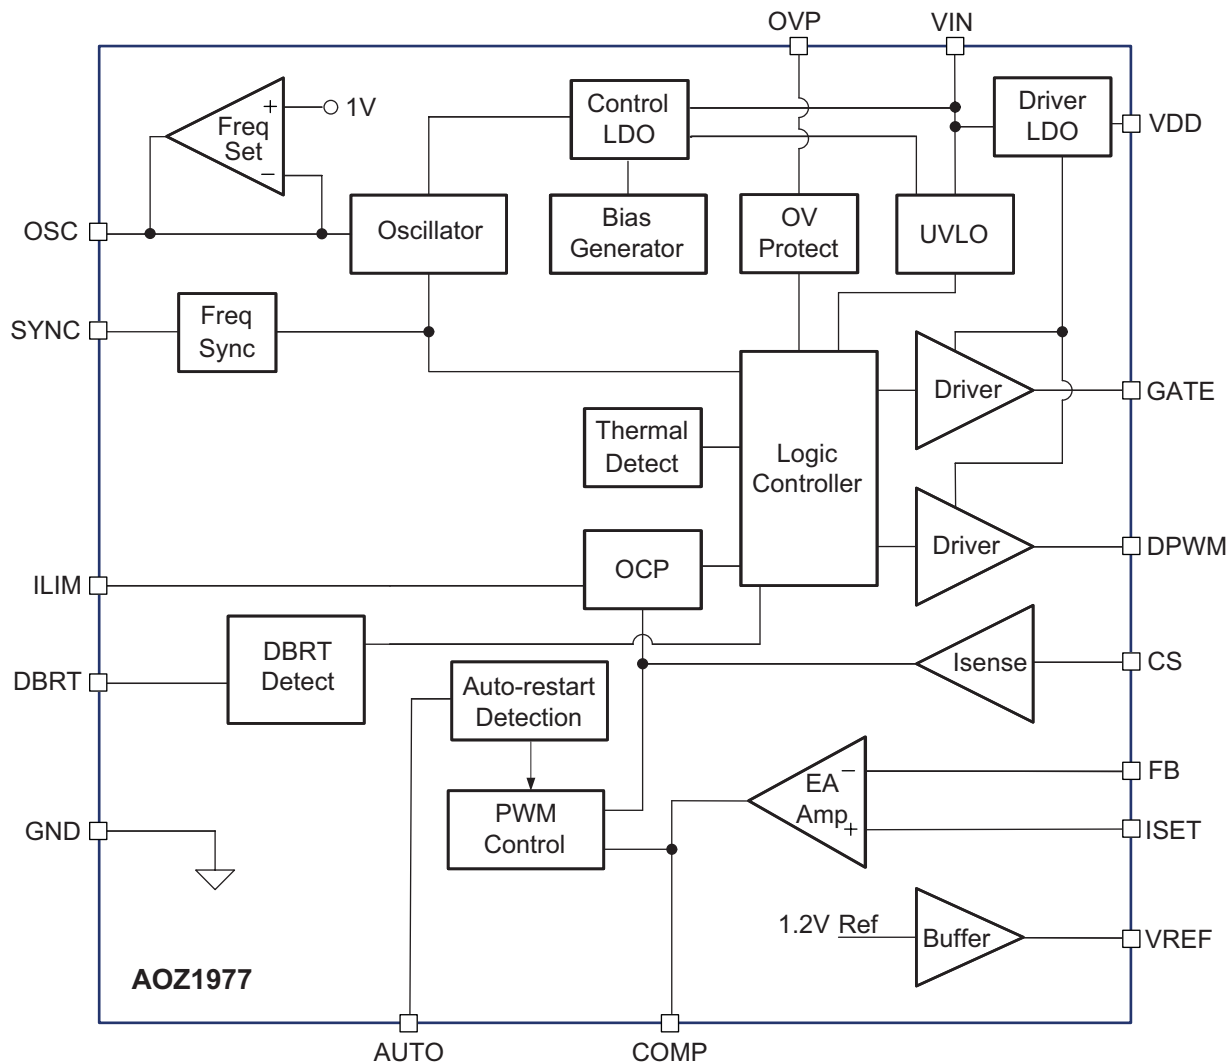 OVP
VIN
+
1V
Freq
Set
−
Control
LDO
Driver
LDO
VDD
OSC
Oscillator
Bias
Generator
OV
Protect
UVLO
SYNC
Freq
Sync
Driver
GATE
Thermal
Detect
Logic
Controller
OCP
Driver
DPWM
ILIM
DBRT
Detect
DBRT
Isense
CS
Auto-restart
Detection
EA
Amp
−
+
FB
ISET
PWM
Control
GND
1.2V Ref
Buffer
VREF
AOZ1977
AUTO
COMP